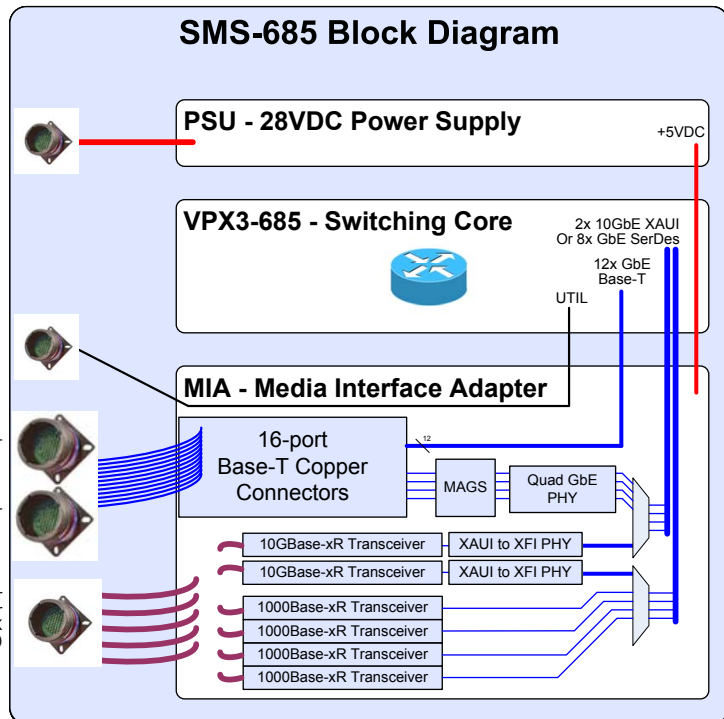 SMS-685 Block Diagram
PSU - 28VDC Power Supply
+5VDC
VPX3-685 - Switching Core
2x 10GbE XAUI
Or 8x GbE SerDes
12x GbE
Base-T
UTIL
MIA - Media Interface Adapter
16-port
Base-T Copper
Connectors
12
MAGS
Quad GbE
PHY
10GBase-xR Transceiver
XAUI to XFI PHY
10GBase-xR Transceiver
XAUI to XFI PHY
1000Base-xR Transceiver
1000Base-xR Transceiver
1000Base-xR Transceiver
1000Base-xR Transceiver